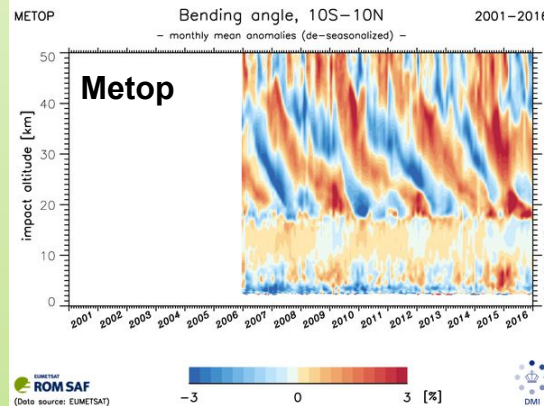 METOP Bending angle, 10S−10N 2001−2016
− monthly mean anomalies (de−seasonalized) −
Metop
impact altitude [km]
50
40
30
20
10
0
2001 2002 2003 2004 2005 2006 2007 2008 2009 2010 2011 2012 2013 2014 2015 2016
EUMETSAT
ROM SAF
(Data source: EUMETSAT)
−3 0 3 [%]
DMI